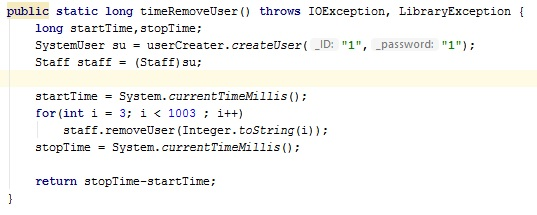 public static long timeRemoveUser() throws IOException, LibraryException {
    long startTime,stopTime;
    SystemUser su = userCreater.createUser( _ID: "1", _password: "1");
    Staff staff = (Staff)su;

    startTime = System.currentTimeMillis();
    for(int i = 3; i < 1003 ; i++)
        staff.removeUser(Integer.toString(i));
    stopTime = System.currentTimeMillis();

    return stopTime-startTime;
}